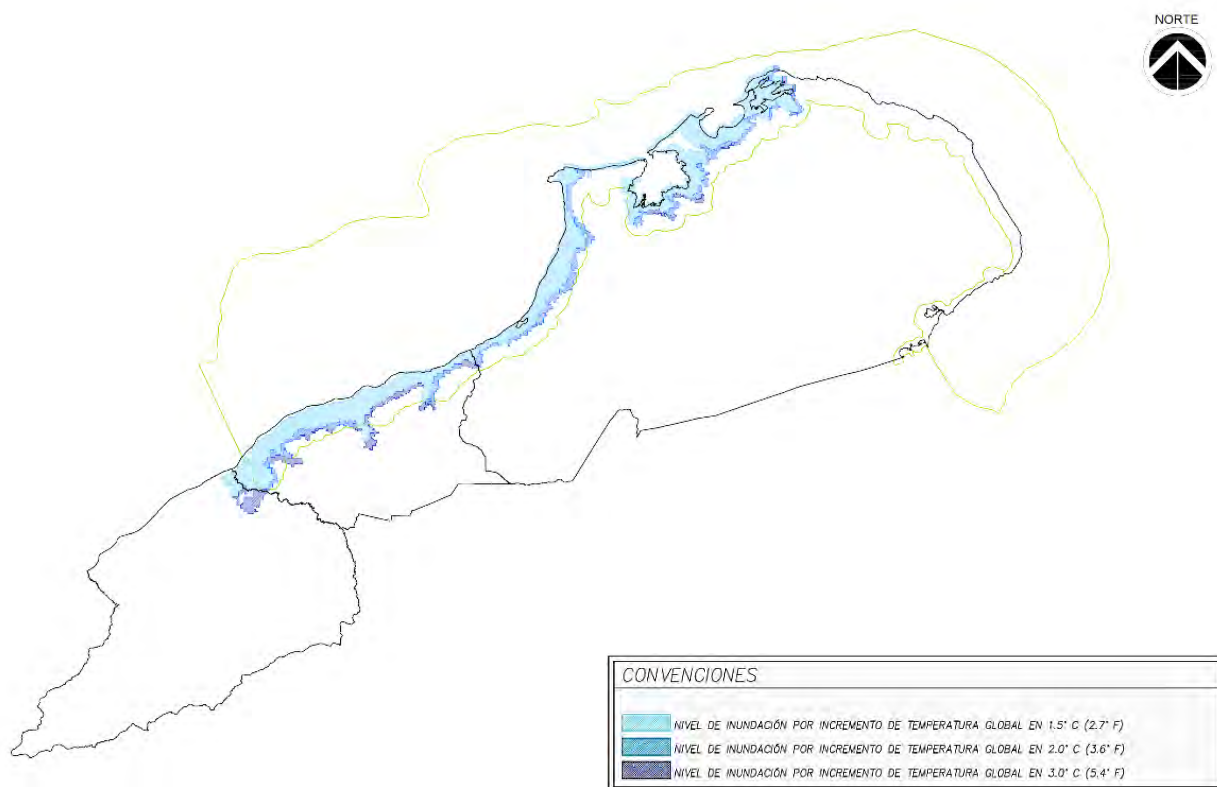 NORTE
CONVENCIONES
NIVEL DE INUNDACIÓN POR INCREMENTO DE TEMPERATURA GLOBAL EN 1.5° C (2.7° F)
NIVEL DE INUNDACIÓN POR INCREMENTO DE TEMPERATURA GLOBAL EN 2.0° C (3.6° F)
NIVEL DE INUNDACIÓN POR INCREMENTO DE TEMPERATURA GLOBAL EN 3.0° C (5.4° F)